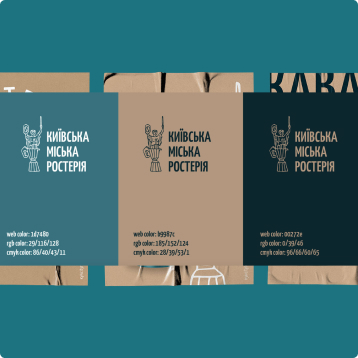 КАВА
КИЇВСЬКА
МІСЬКА
РОСТЕРІЯ
web color: 1d7480
rgb color: 29/116/128
cmyk color: 86/40/43/11
КИЇВСЬКА
МІСЬКА
РОСТЕРІЯ
web color: b9987c
rgb color: 185/152/124
cmyk color: 28/39/53/1
КИЇВСЬКА
МІСЬКА
РОСТЕРІЯ
web color: 00272e
rgb color: 0/39/46
cmyk color: 96/66/60/65